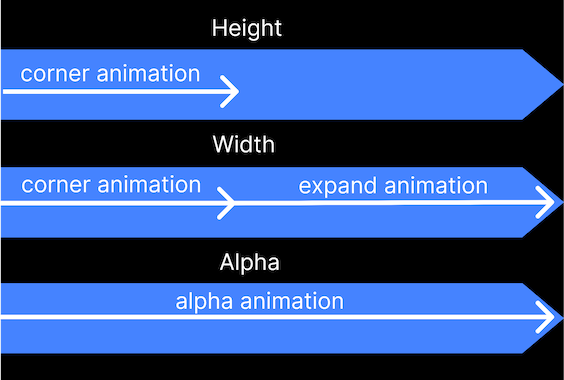 Height
corner animation
Width
corner animation expand animation
Alpha
alpha animation